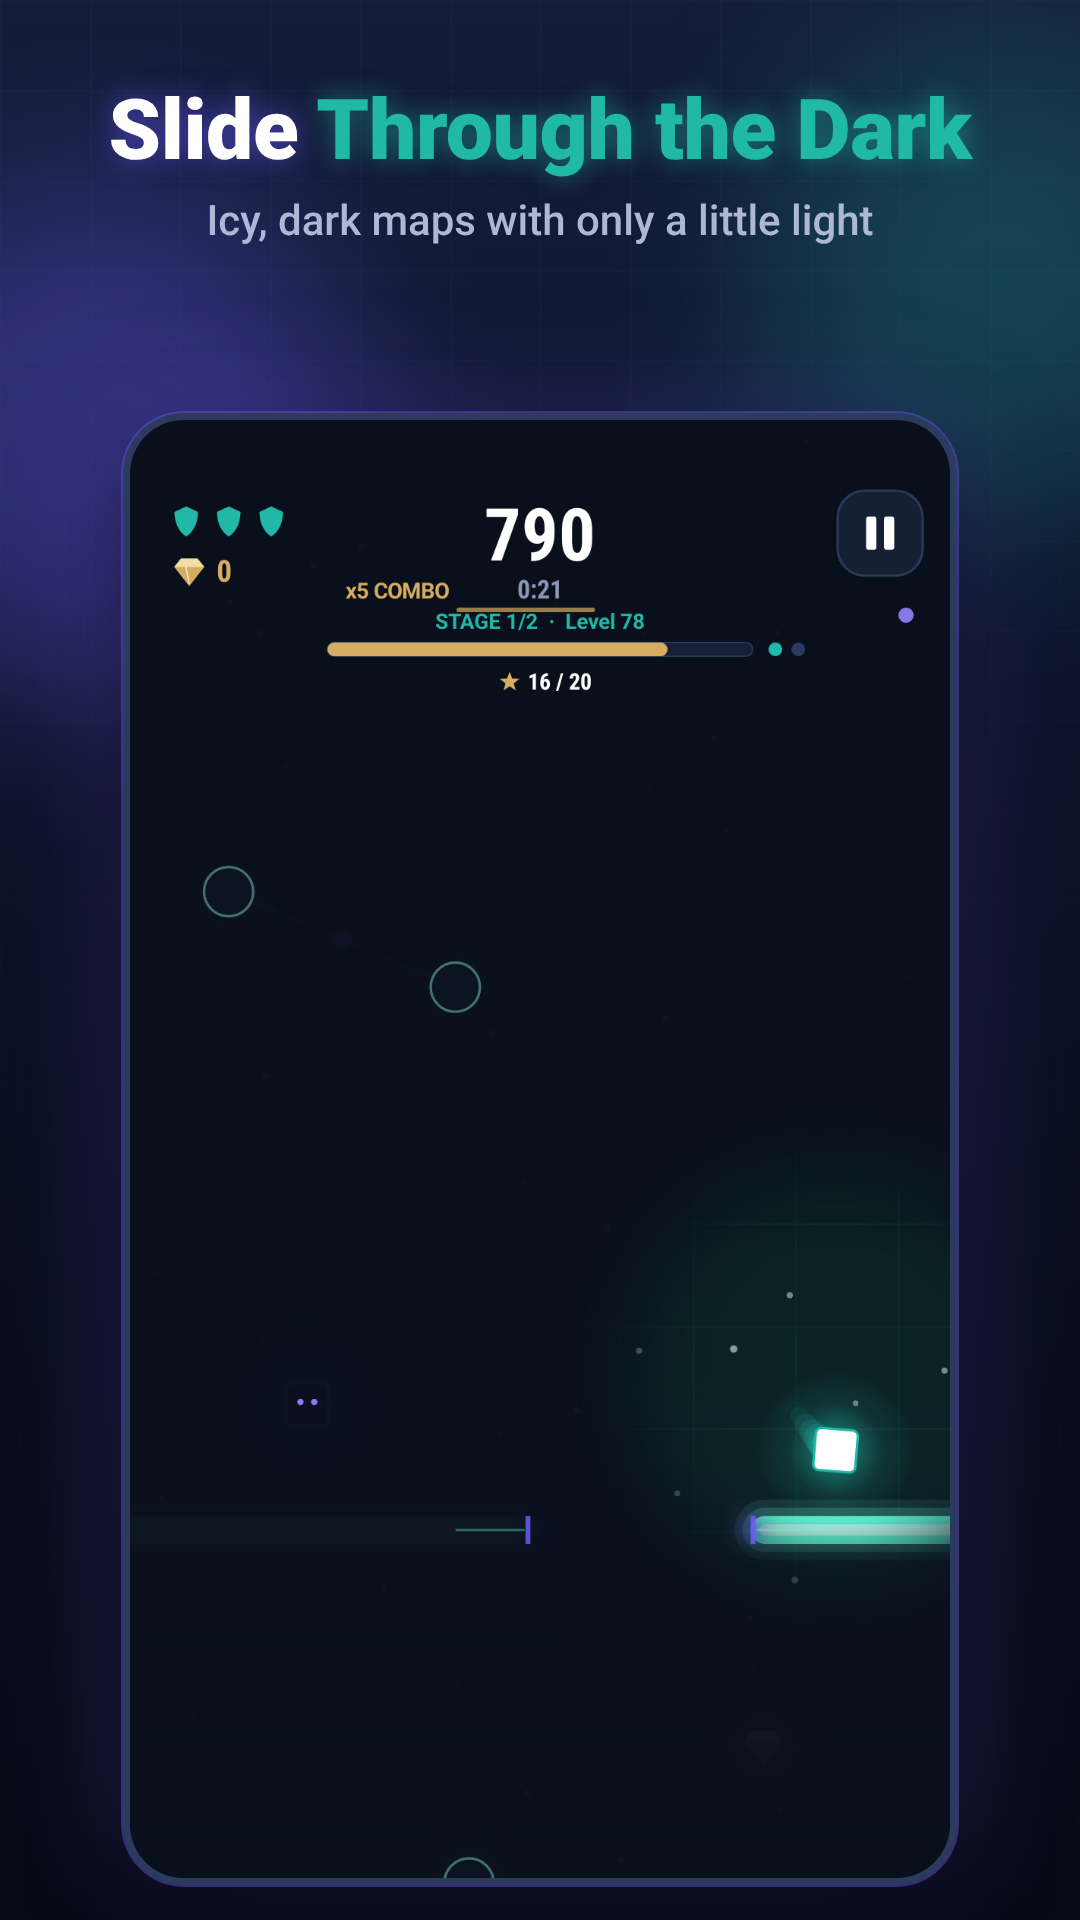 Slide Through the Dark
Icy, dark maps with only a little light
790
0
x5 COMBO
0:21
STAGE 1/2 · Level 78
16 / 20